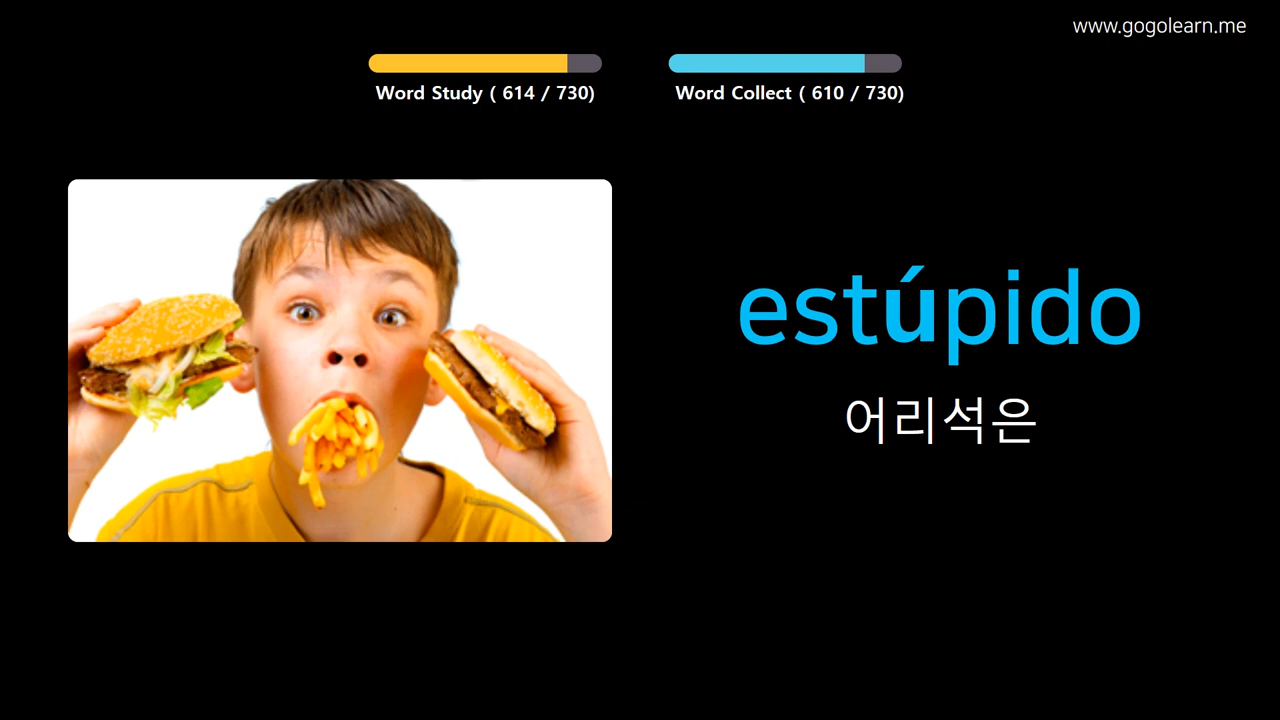 www.gogolearn.me
Word Study ( 614 / 730)
Word Collect ( 610 / 730)
estúpido
어리석은